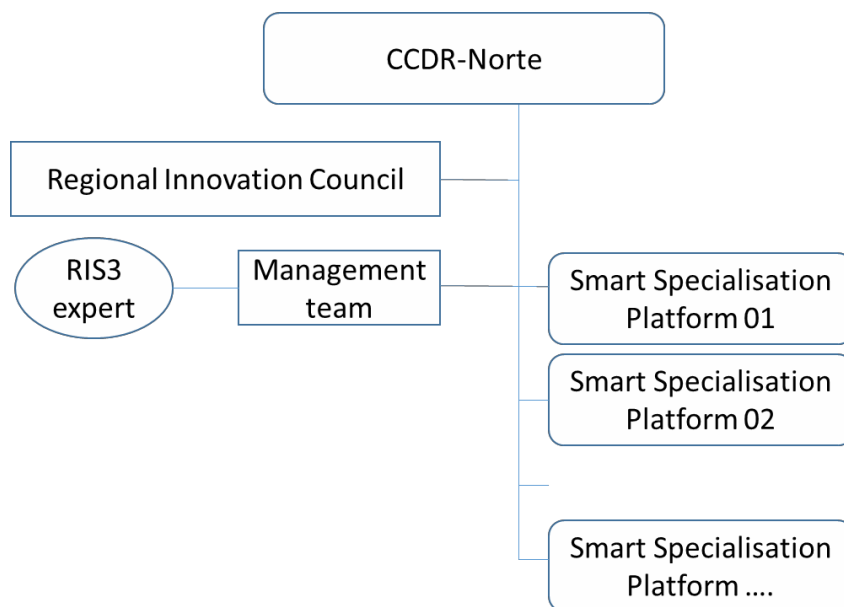 CCDR-Norte
Regional Innovation Council
RIS3
expert
Management
team
Smart Specialisation
Platform 01
Smart Specialisation
Platform 02
Smart Specialisation
Platform ....